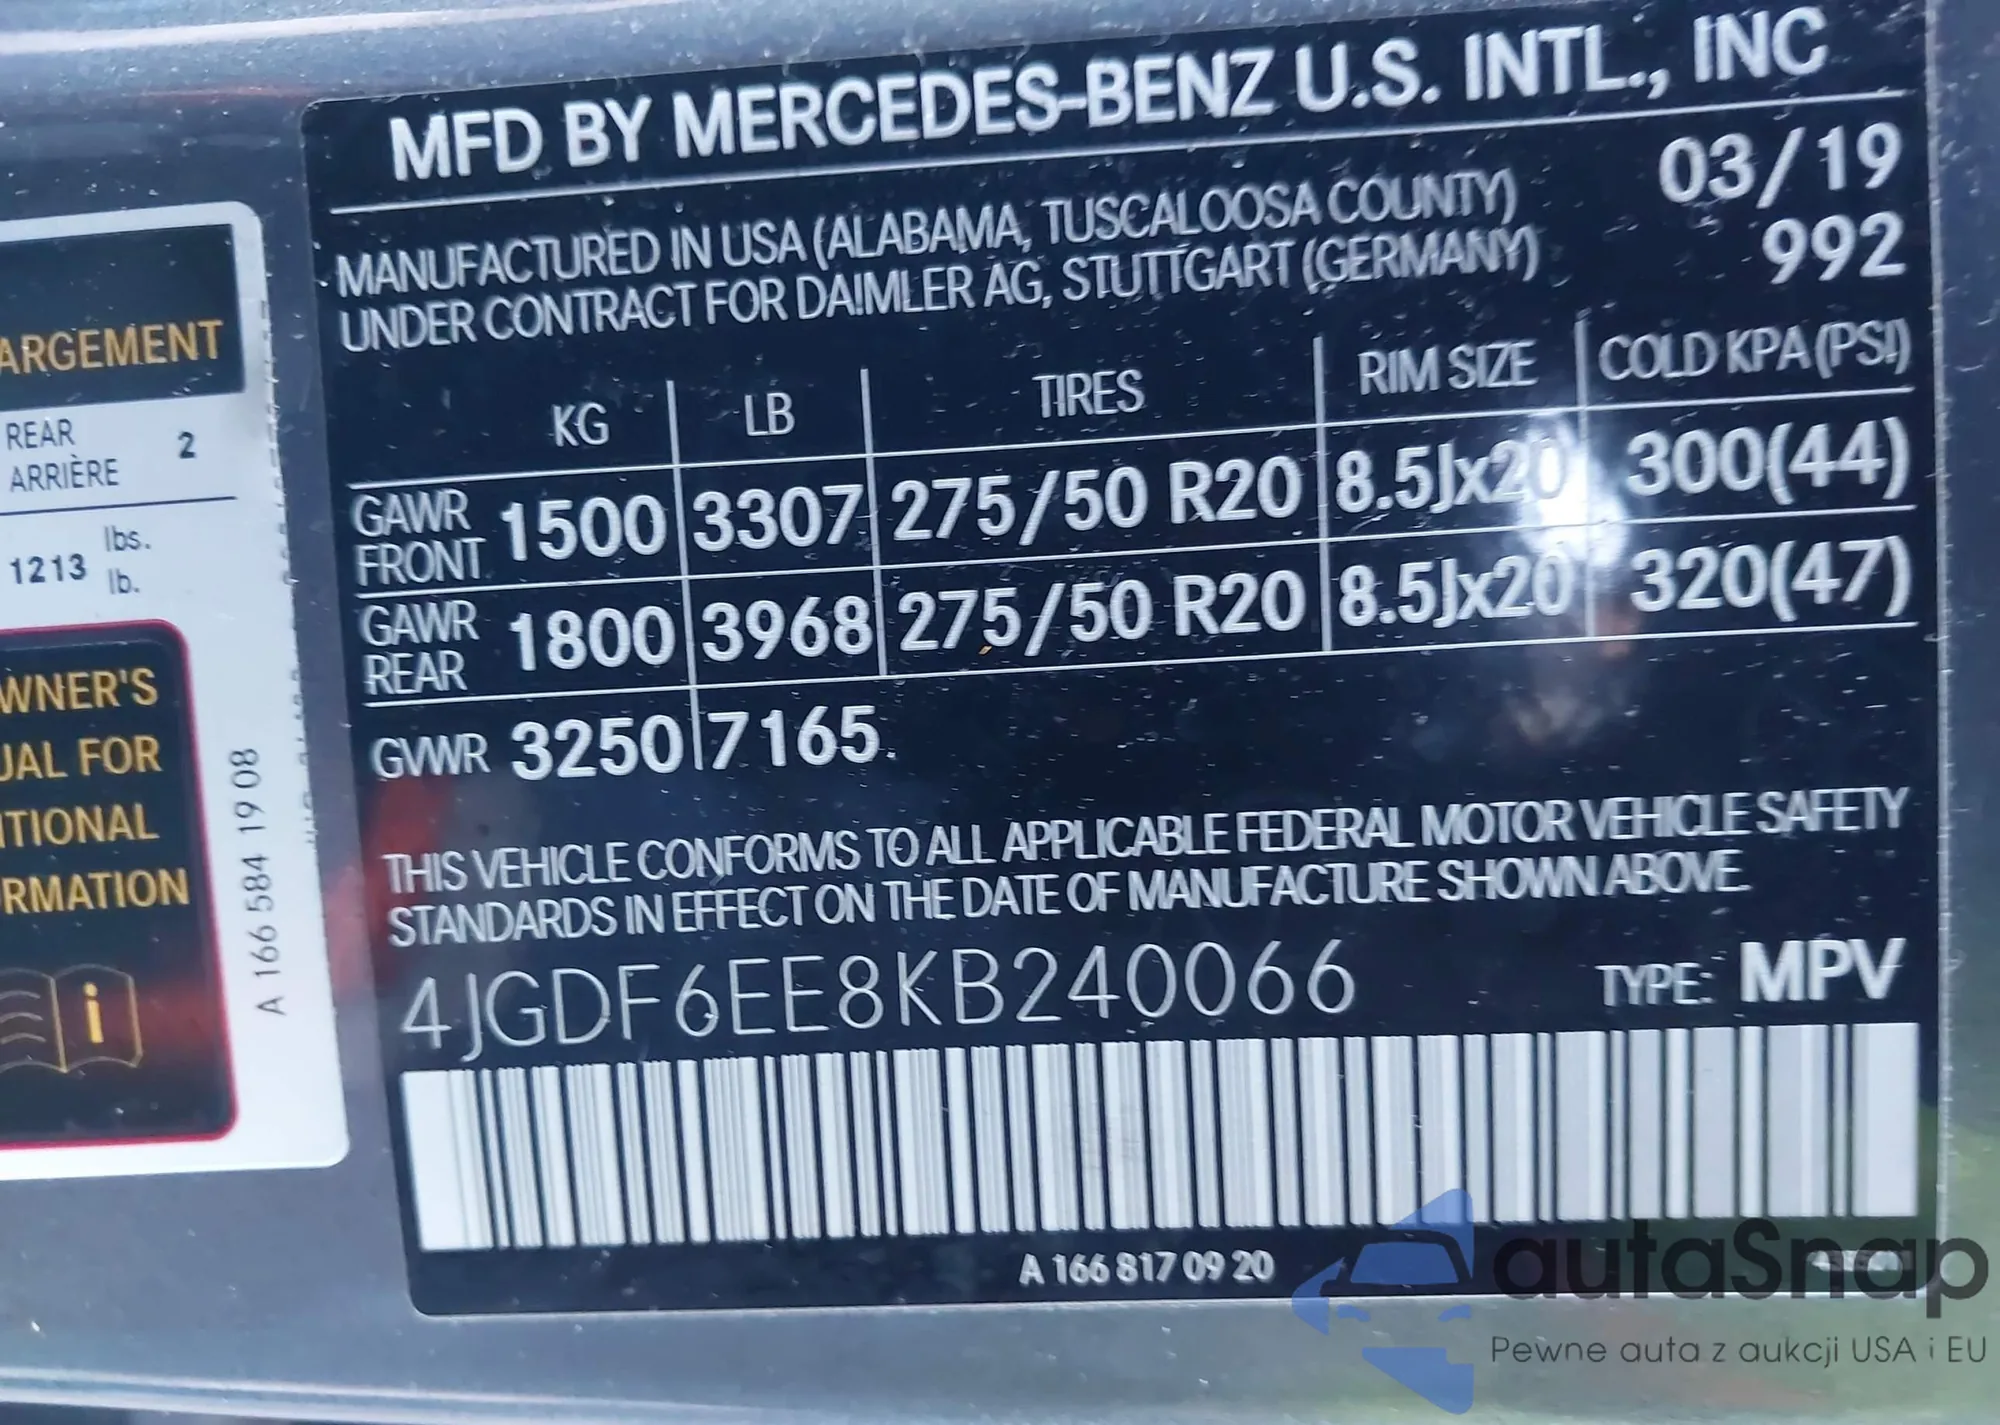 MFD BY MERCEDES-BENZ U.S. INTL., INC
03/19
MANUFACTURED IN USA (ALABAMA, TUSCALOOSA COUNTY)
992
UNDER CONTRACT FOR DAIMLER AG, STUTTGART (GERMANY)
KG LB TIRES RIM SIZE COLD KPA (PSI)
GAWR FRONT 1500 3307 275/50 R20 8.5Jx20 300(44)
GAWR REAR 1800 3968 275/50 R20 8.5Jx20 320(47)
GVWR 3250 7165
THIS VEHICLE CONFORMS TO ALL APPLICABLE FEDERAL MOTOR VEHICLE SAFETY
STANDARDS IN EFFECT ON THE DATE OF MANUFACTURE SHOWN ABOVE.
4JGDF6EE8KB240066 TYPE: MPV
A 166 817 09 20
ARGEMENT
REAR
ARRIÈRE 2
1213 lbs.
lb.
WNER'S
UAL FOR
ITIONAL
ORMATION
i
A 166 584 19 08
autaSnap
Pewne auta z aukcji USA i EU